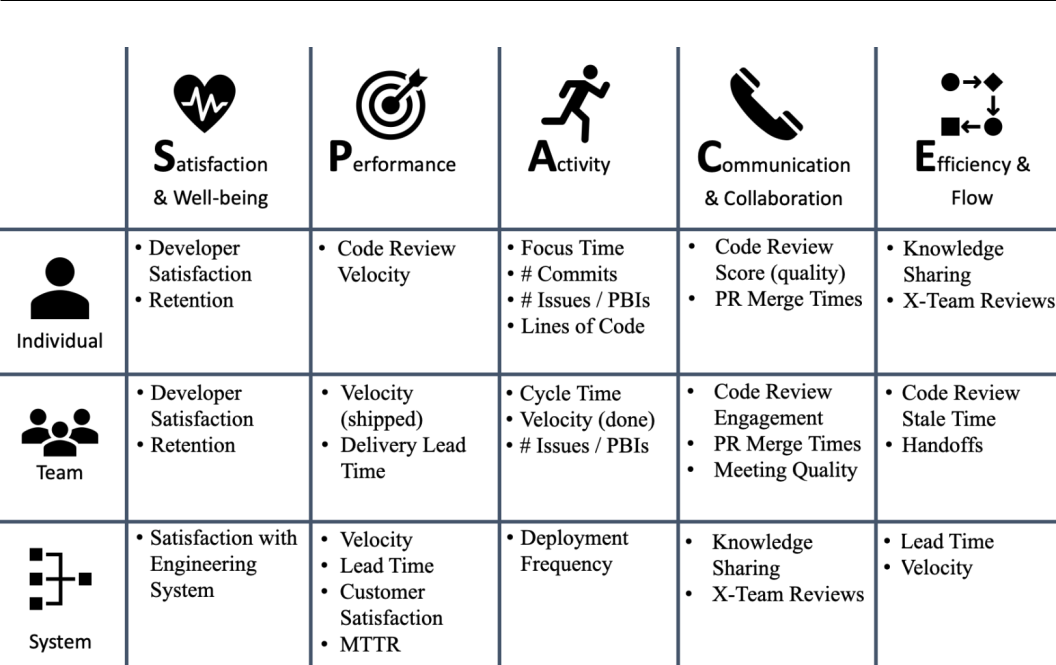 Satisfaction
& Well-being
Performance
Activity
Communication
& Collaboration
Efficiency &
Flow
Individual
• Developer
Satisfaction
• Retention
• Code Review
Velocity
• Focus Time
• # Commits
• # Issues / PBIs
• Lines of Code
• Code Review
Score (quality)
• PR Merge Times
• Knowledge
Sharing
• X-Team Reviews
Team
• Developer
Satisfaction
• Retention
• Velocity
(shipped)
• Delivery Lead
Time
• Cycle Time
• Velocity (done)
• # Issues / PBIs
• Code Review
Engagement
• PR Merge Times
• Meeting Quality
• Code Review
Stale Time
• Handoffs
System
• Satisfaction with
Engineering
System
• Velocity
• Lead Time
• Customer
Satisfaction
• MTTR
• Deployment
Frequency
• Knowledge
Sharing
• X-Team Reviews
• Lead Time
• Velocity